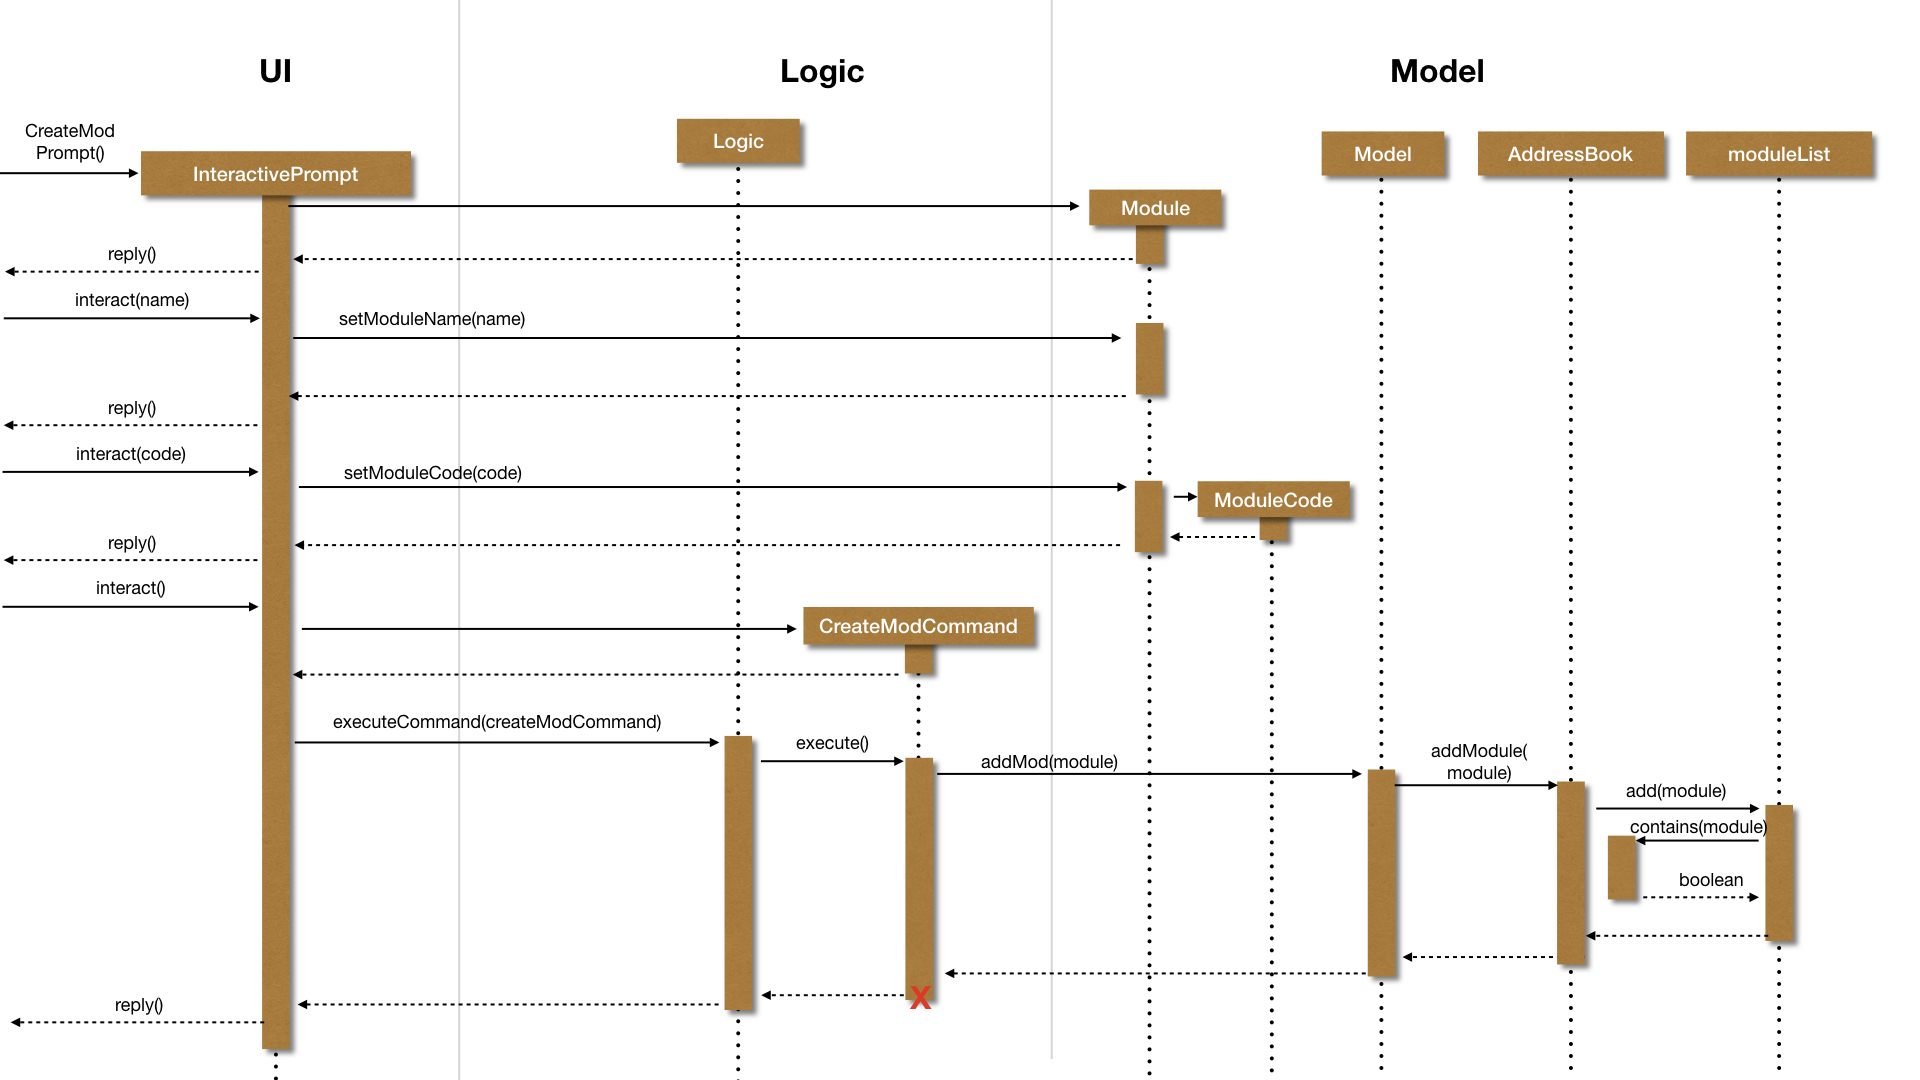 UI
Logic
Model
CreateMod
Prompt()
InteractivePrompt
Logic
Model
AddressBook
moduleList
Module
reply()
interact(name)
setModuleName(name)
reply()
interact(code)
setModuleCode(code)
ModuleCode
reply()
interact()
CreateModCommand
executeCommand(createModCommand)
execute()
addMod(module)
addModule(
module)
add(module)
contains(module)
boolean
X
reply()